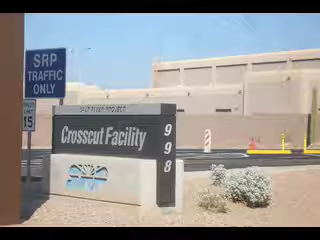 SRP
TRAFFIC
ONLY
15
SALT RIVER PROJECT
Crosscut Facility
998